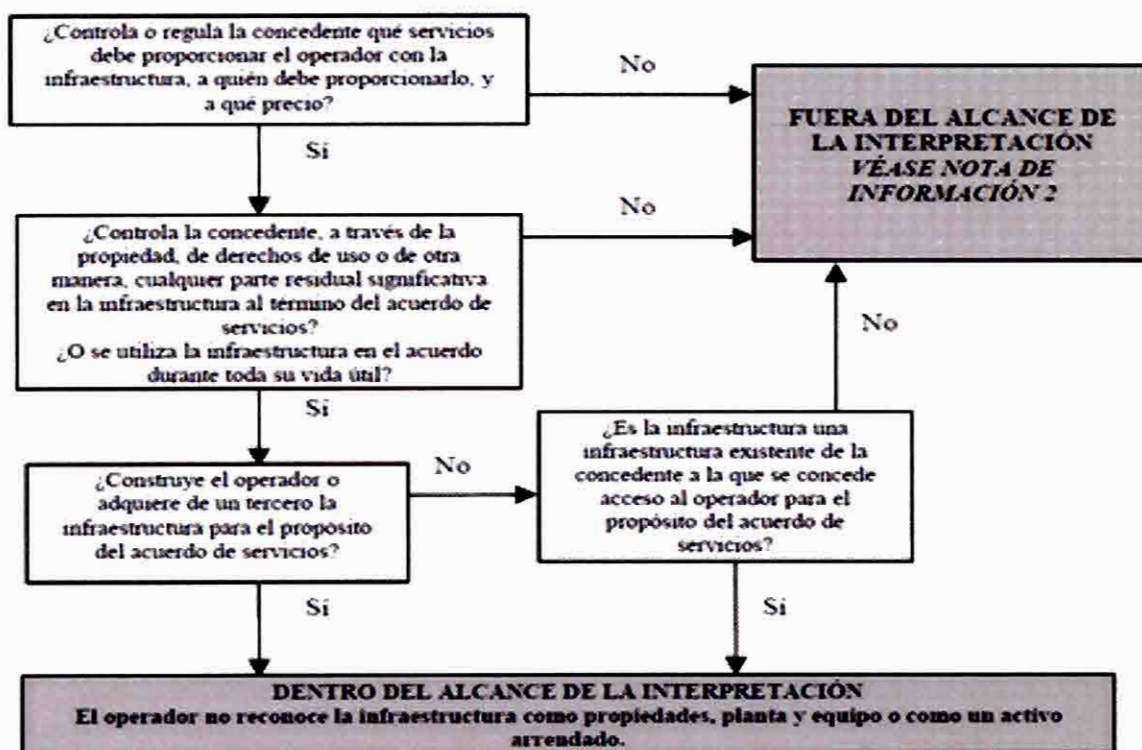 ¿Controla o regula la concedente qué servicios
debe proporcionar el operador con la
infraestructura, a quién debe proporcionarlo, y
a qué precio?
No
FUERA DEL ALCANCE DE
LA INTERPRETACIÓN
VÉASE NOTA DE
INFORMACIÓN 2
Sí
¿Controla la concedente, a través de la
propiedad, de derechos de uso o de otra
manera, cualquier parte residual significativa
en la infraestructura al término del acuerdo de
servicios?
¿O se utiliza la infraestructura en el acuerdo
durante toda su vida útil?
No
No
Sí
¿Construye el operador o
adquiere de un tercero la
infraestructura para el propósito
del acuerdo de servicios?
No
¿Es la infraestructura una
infraestructura existente de la
concedente a la que se concede
acceso al operador para el
propósito del acuerdo de
servicios?
Sí
Sí
DENTRO DEL ALCANCE DE LA INTERPRETACIÓN
El operador no reconoce la infraestructura como propiedades, planta y equipo o como un activo
arrendado.